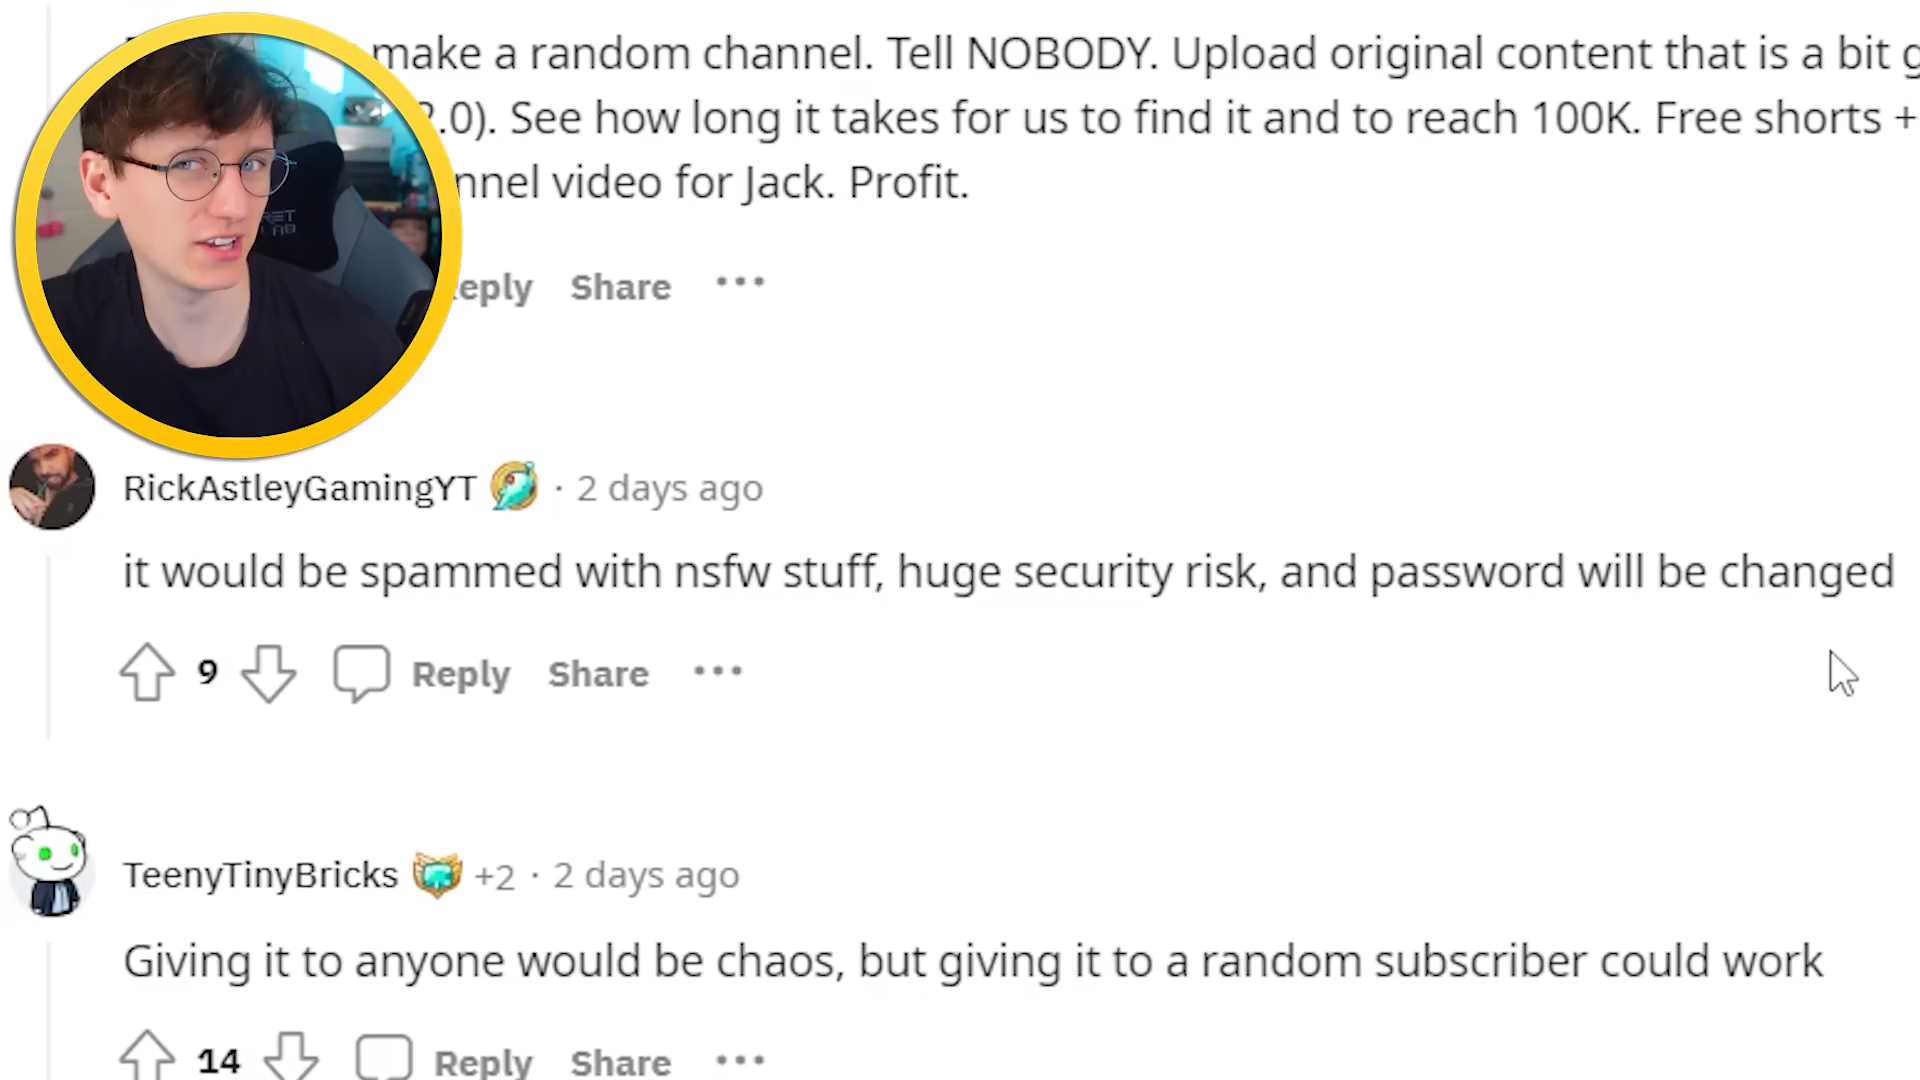 make a random channel. Tell NOBODY. Upload original content that is a bit
2.0). See how long it takes for us to find it and to reach 100K. Free shorts +
video for Jack. Profit.
Reply Share
RickAstleyGamingYT · 2 days ago
it would be spammed with nsfw stuff, huge security risk, and password will be changed
9 Reply Share
TeenyTinyBricks +2 · 2 days ago
Giving it to anyone would be chaos, but giving it to a random subscriber could work
14 Reply Share